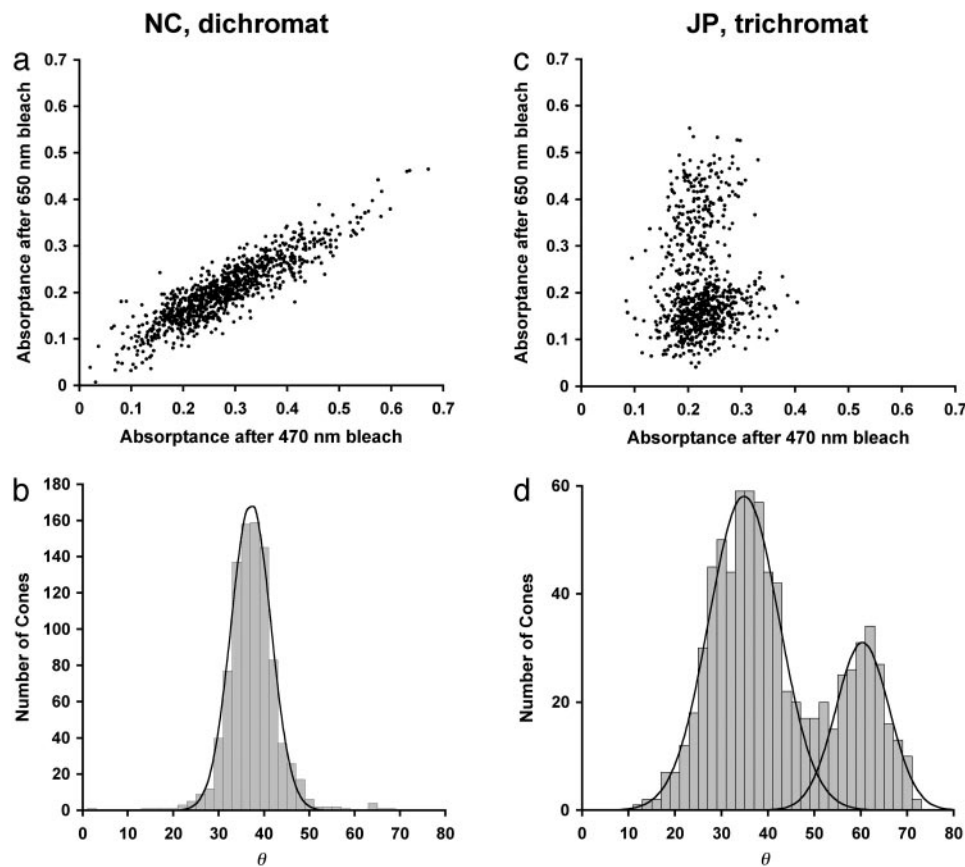 NC, dichromat
JP, trichromat
a
Absorptance after 650 nm bleach
0.7
0.6
0.5
0.4
0.3
0.2
0.1
0
0 0.1 0.2 0.3 0.4 0.5 0.6 0.7
Absorptance after 470 nm bleach
c
Absorptance after 650 nm bleach
0.7
0.6
0.5
0.4
0.3
0.2
0.1
0
0 0.1 0.2 0.3 0.4 0.5 0.6 0.7
Absorptance after 470 nm bleach
b
Number of Cones
180
160
140
120
100
80
60
40
20
0
0 10 20 30 40 50 60 70 80
θ
d
Number of Cones
60
40
20
0
0 10 20 30 40 50 60 70 80
θ